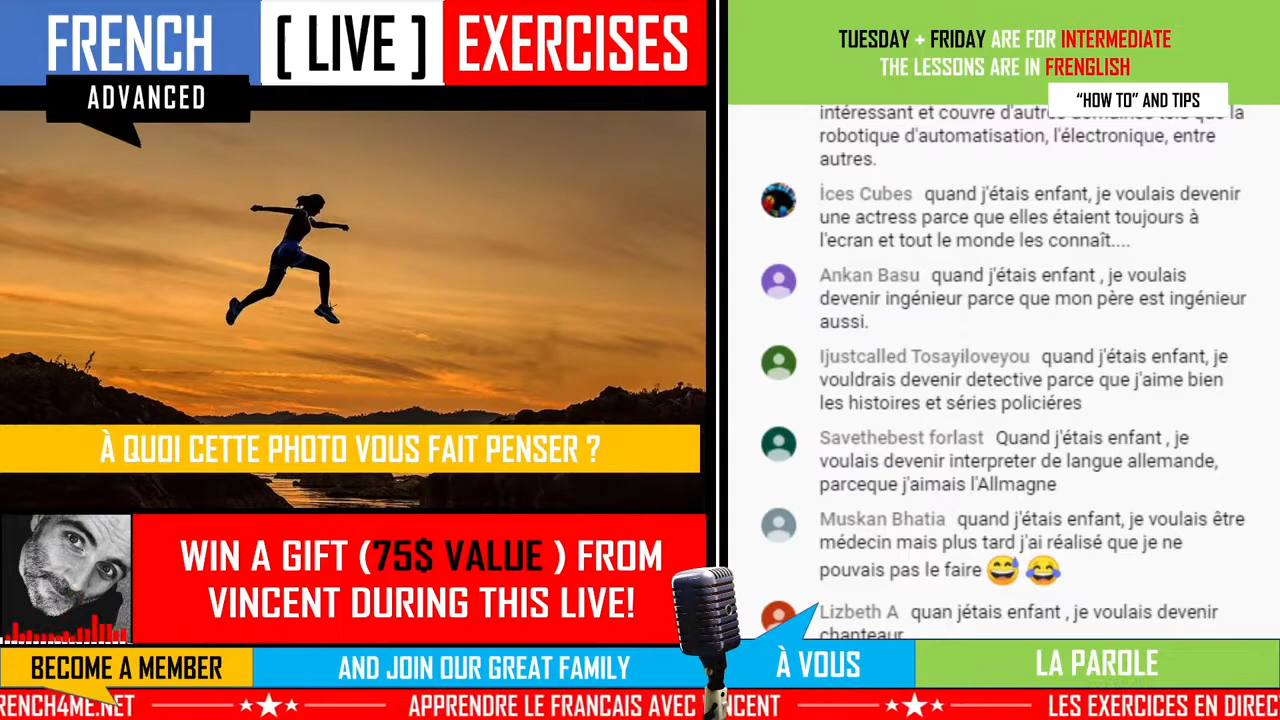 FRENCH [ LIVE ] EXERCISES
ADVANCED
À QUOI CETTE PHOTO VOUS FAIT PENSER ?
WIN A GIFT (75$ VALUE ) FROM
VINCENT DURING THIS LIVE!
TUESDAY + FRIDAY ARE FOR INTERMEDIATE
THE LESSONS ARE IN FRENGLISH
“HOW TO” AND TIPS
intéressant et couvre d'autres domaines tels que la
robotique d'automatisation, l'électronique, entre
autres.
İces Cubes quand j'étais enfant, je voulais devenir
une actress parce que elles étaient toujours à
l'ecran et tout le monde les connaît....
Ankan Basu quand j'étais enfant , je voulais
devenir ingénieur parce que mon père est ingénieur
aussi.
Ijustcalled Tosayiloveyou quand j'étais enfant, je
vouldrais devenir detective parce que j'aime bien
les histoires et séries policiéres
Savethebest forlast Quand j'étais enfant , je
voulais devenir interpreter de langue allemande,
parceque j'aimais l'Allmagne
Muskan Bhatia quand j'étais enfant, je voulais être
médecin mais plus tard j'ai réalisé que je ne
pouvais pas le faire 😅 😂
Lizbeth A quan jétais enfant , je voulais devenir
chanteur
BECOME A MEMBER AND JOIN OUR GREAT FAMILY
À VOUS LA PAROLE
RENCH4ME.NET APPRENDRE LE FRANCAIS AVEC VINCENT LES EXERCICES EN DIREC